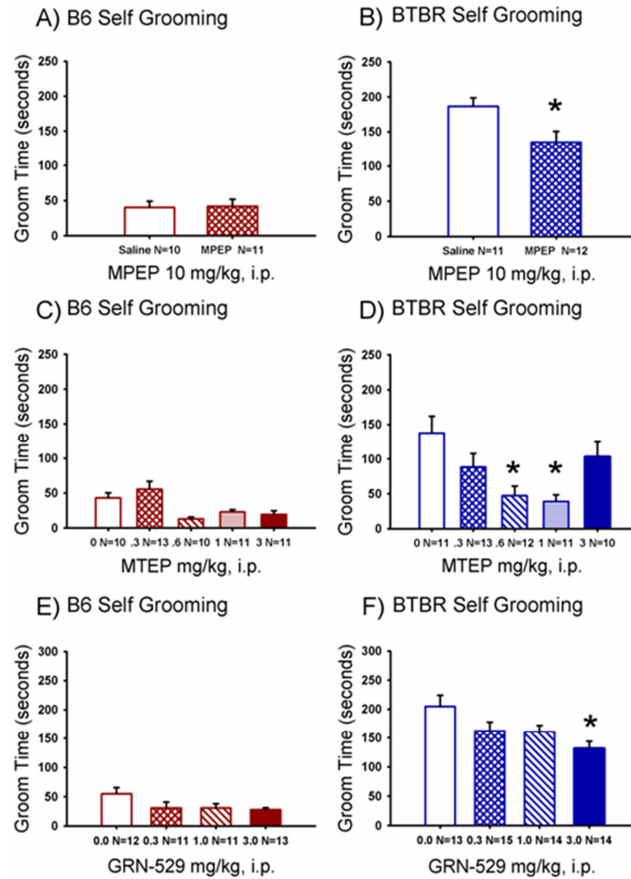 A) B6 Self Grooming
Groom Time (seconds)
250
200
150
100
50
0
Saline N=10 MPEP N=11
MPEP 10 mg/kg, i.p.
B) BTBR Self Grooming
Groom Time (seconds)
250
200
150
100
50
0
*
Saline N=11 MPEP N=12
MPEP 10 mg/kg, i.p.
C) B6 Self Grooming
Groom Time (seconds)
250
200
150
100
50
0
0 N=10 .3 N=13 .6 N=10 1 N=11 3 N=11
MTEP mg/kg, i.p.
D) BTBR Self Grooming
Groom Time (seconds)
250
200
150
100
50
0
* *
0 N=11 .3 N=13 .6 N=12 1 N=11 3 N=10
MTEP mg/kg, i.p.
E) B6 Self Grooming
Groom Time (seconds)
300
250
200
150
100
50
0
0.0 N=12 0.3 N=11 1.0 N=11 3.0 N=13
GRN-529 mg/kg, i.p.
F) BTBR Self Grooming
Groom Time (seconds)
300
250
200
150
100
50
0
*
0.0 N=13 0.3 N=15 1.0 N=14 3.0 N=14
GRN-529 mg/kg, i.p.